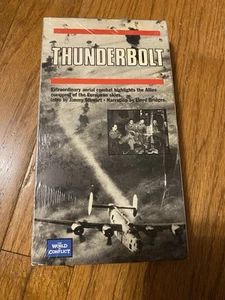 THUNDERBOLT
Extraordinary aerial combat highlights the Allies
conquest of the European skies.
Intro by Jimmy Stewart - Narration by Lloyd Bridges.
WORLD
CONFLICT